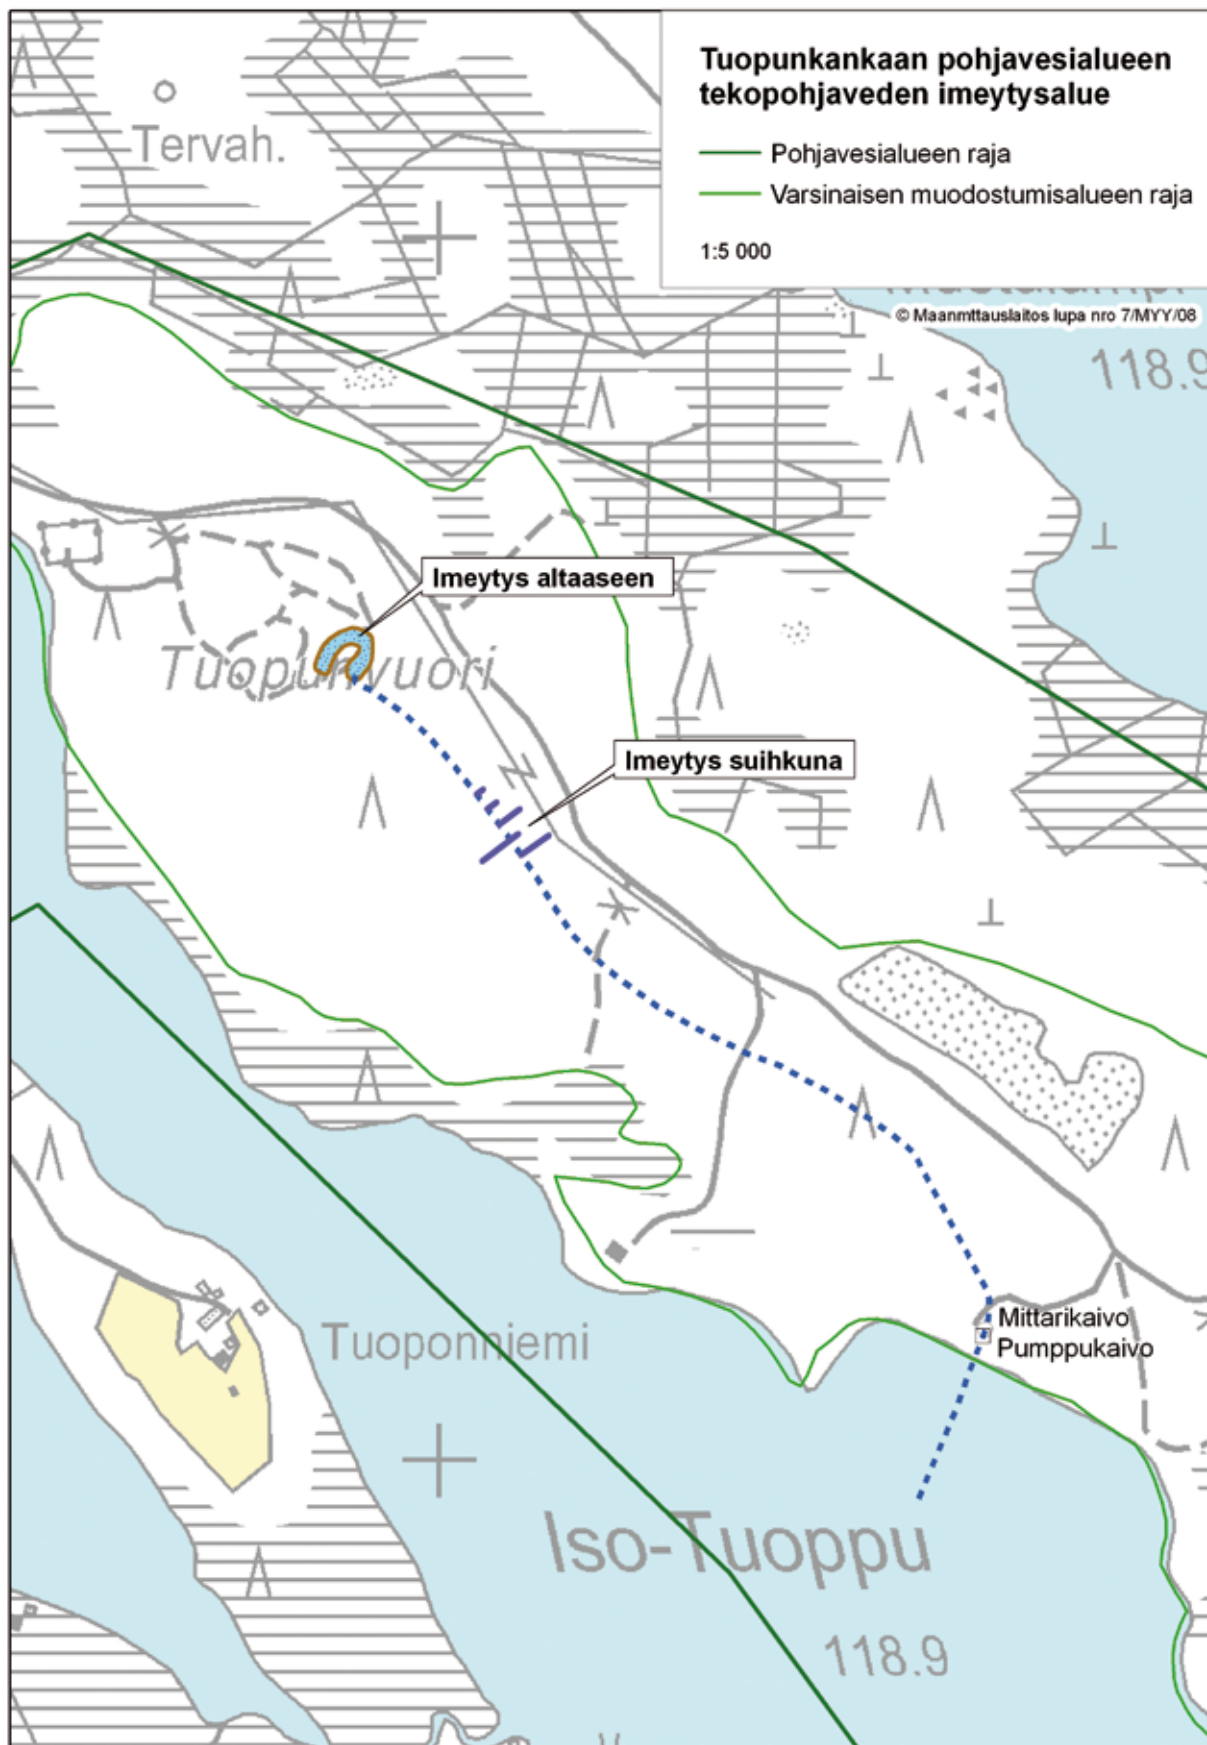 Tuopunkankaan pohjavesialueen
tekopohjaveden imeytysalue
Pohjavesialueen raja
Varsinaisen muodostumisalueen raja
1:5 000
© Maanmttauslaitos lupa nro 7/MYY/08
Tervah.
118.9
Imeytys altaaseen
Tuopunvuori
Imeytys suihkuna
Mittarikaivo
Pumppukaivo
Tuoponniemi
Iso-Tuoppu
118.9